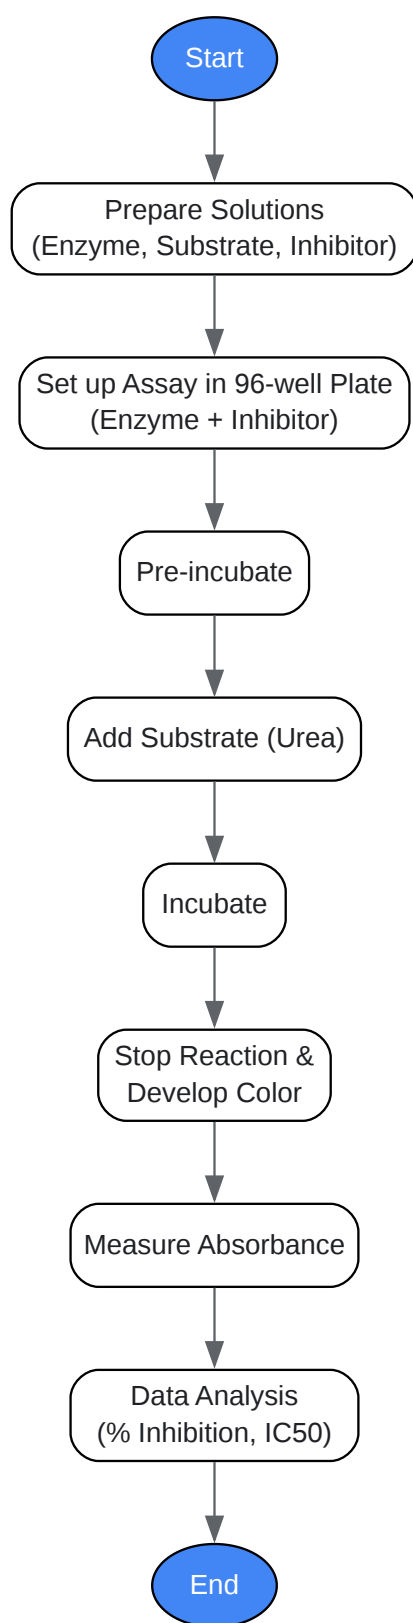 Start
Prepare Solutions
(Enzyme, Substrate, Inhibitor)
Set up Assay in 96-well Plate
(Enzyme + Inhibitor)
Pre-incubate
Add Substrate (Urea)
Incubate
Stop Reaction &
Develop Color
Measure Absorbance
Data Analysis
(% Inhibition, IC50)
End